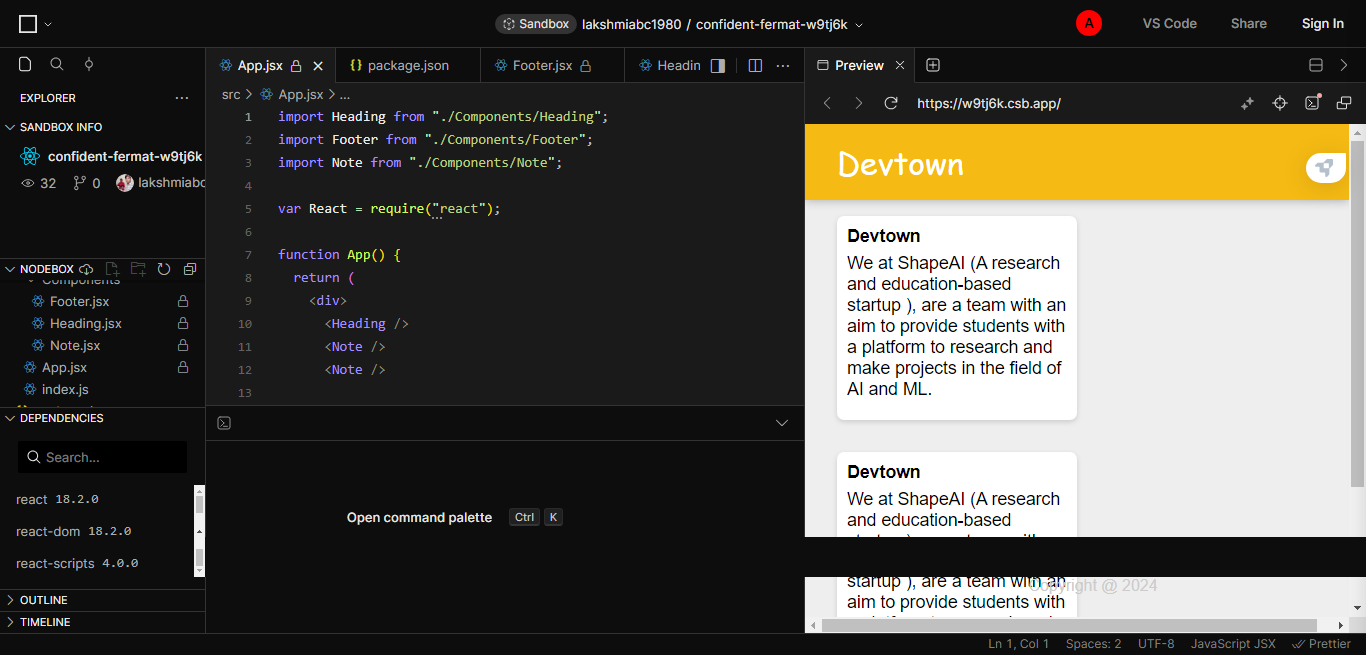 Sandbox lakshmiabc1980 / confident-fermat-w9tj6k
A
VS Code
Share
Sign In
EXPLORER
SANDBOX INFO
confident-fermat-w9tj6k
32
0
lakshmiabc
NODEBOX
Components
Footer.jsx
Heading.jsx
Note.jsx
App.jsx
index.js
DEPENDENCIES
Search...
react 18.2.0
react-dom 18.2.0
react-scripts 4.0.0
OUTLINE
TIMELINE
App.jsx
{} package.json
Footer.jsx
Headin
src > App.jsx > ...
1 import Heading from "./Components/Heading";
2 import Footer from "./Components/Footer";
3 import Note from "./Components/Note";
4
5 var React = require("react");
6
7 function App() {
8 return (
9 <div>
10 <Heading />
11 <Note />
12 <Note />
13
Open command palette Ctrl K
Preview
https://w9tj6k.csb.app/
Devtown
Devtown
We at ShapeAI (A research
and education-based
startup ), are a team with an
aim to provide students with
a platform to research and
make projects in the field of
AI and ML.
Devtown
We at ShapeAI (A research
and education-based
startup ), are a team with an
Copyright @ 2024
aim to provide students with
Ln 1, Col 1
Spaces: 2
UTF-8
JavaScript JSX
Prettier